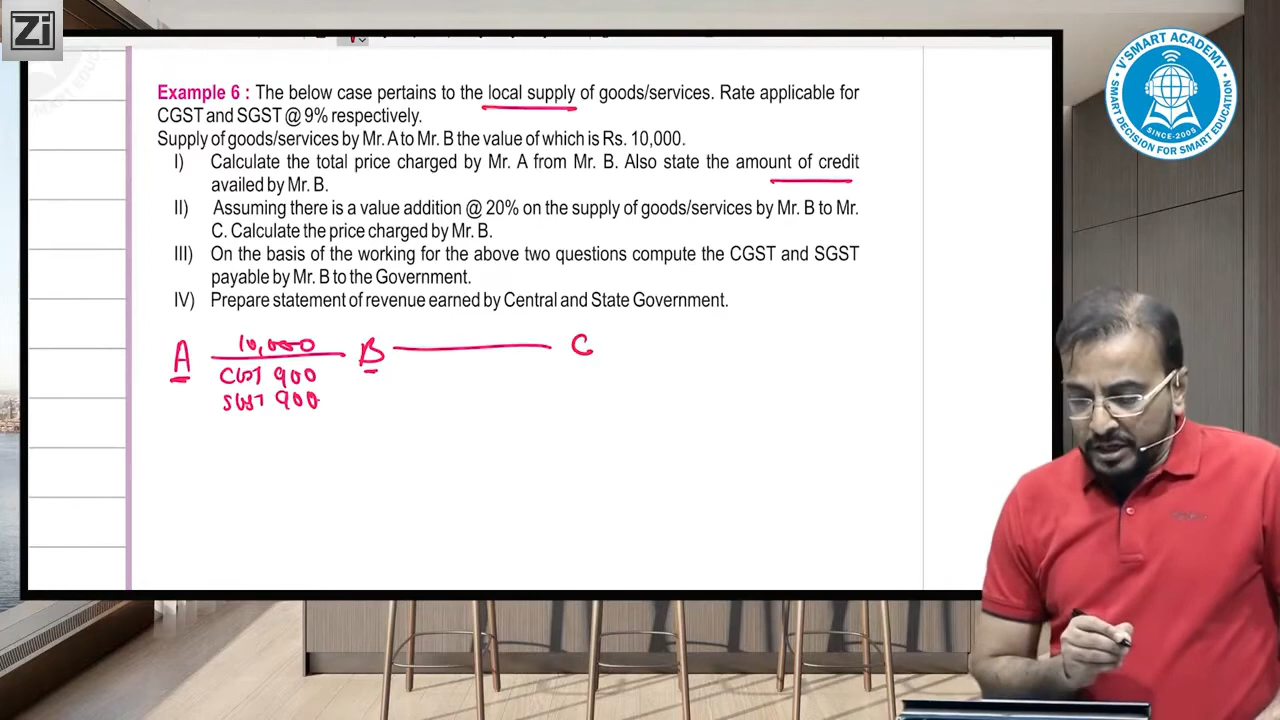 Zi
Example 6 : The below case pertains to the local supply of goods/services. Rate applicable for
CGST and SGST @ 9% respectively.
Supply of goods/services by Mr. A to Mr. B the value of which is Rs. 10,000.
I) Calculate the total price charged by Mr. A from Mr. B. Also state the amount of credit
availed by Mr. B.
II) Assuming there is a value addition @ 20% on the supply of goods/services by Mr. B to Mr.
C. Calculate the price charged by Mr. B.
III) On the basis of the working for the above two questions compute the CGST and SGST
payable by Mr. B to the Government.
IV) Prepare statement of revenue earned by Central and State Government.
A 10,000 B C
CGST 900
SGST 900
V'SMART ACADEMY
SINCE-2005
SMART DECISION FOR SMART EDUCATION